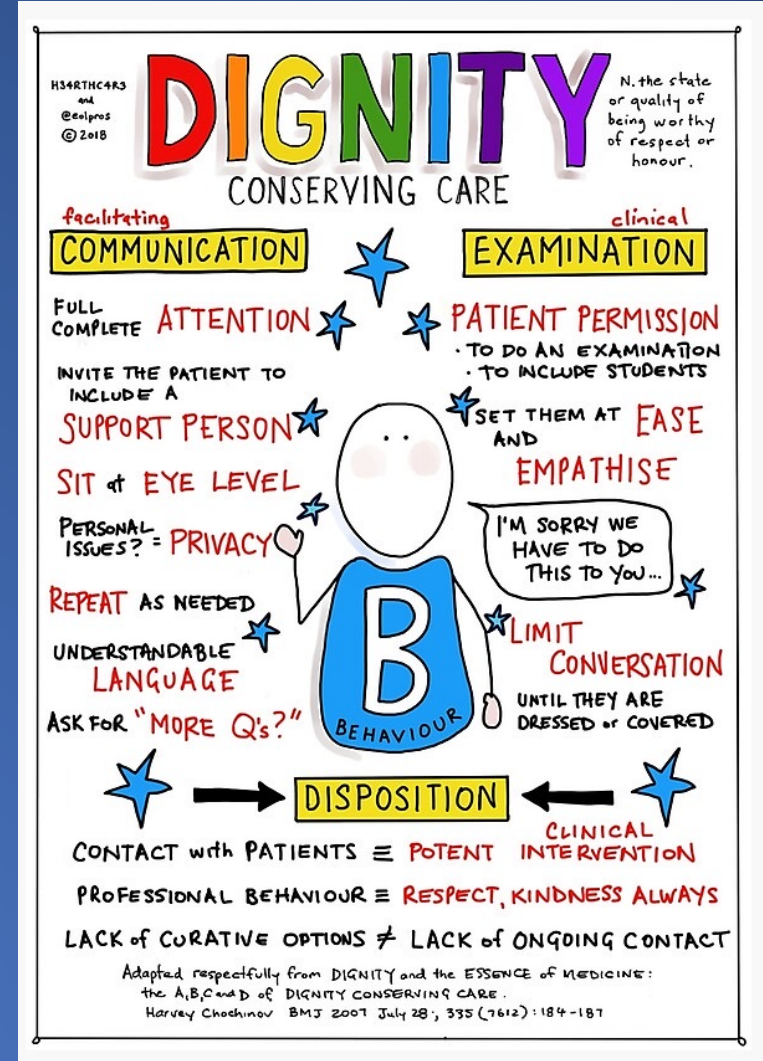 H34RTHC4R3
and
@eolpros
© 2018
DIGNITY
N. the state
or quality of
being worthy
of respect or
honour.
CONSERVING CARE
facilitating
COMMUNICATION
FULL
COMPLETE ATTENTION
INVITE THE PATIENT TO
INCLUDE A
SUPPORT PERSON
SIT at EYE LEVEL
PERSONAL
ISSUES? = PRIVACY
REPEAT AS NEEDED
UNDERSTANDABLE
LANGUAGE
ASK FOR "MORE Q's?"
clinical
EXAMINATION
PATIENT PERMISSION
· TO DO AN EXAMINATION
· TO INCLUDE STUDENTS
SET THEM AT EASE
AND
EMPATHISE
I'M SORRY WE
HAVE TO DO
THIS TO YOU...
LIMIT
CONVERSATION
UNTIL THEY ARE
DRESSED or COVERED
B
BEHAVIOUR
DISPOSITION
CONTACT with PATIENTS ≡ POTENT CLINICAL INTERVENTION
PROFESSIONAL BEHAVIOUR ≡ RESPECT, KINDNESS ALWAYS
LACK of CURATIVE OPTIONS ≠ LACK of ONGOING CONTACT
Adapted respectfully from DIGNITY and the ESSENCE of MEDICINE:
the A,B,C and D of DIGNITY CONSERVING CARE.
Harvey Chochinov BMJ 2007 July 28; 335 (7612): 184-187